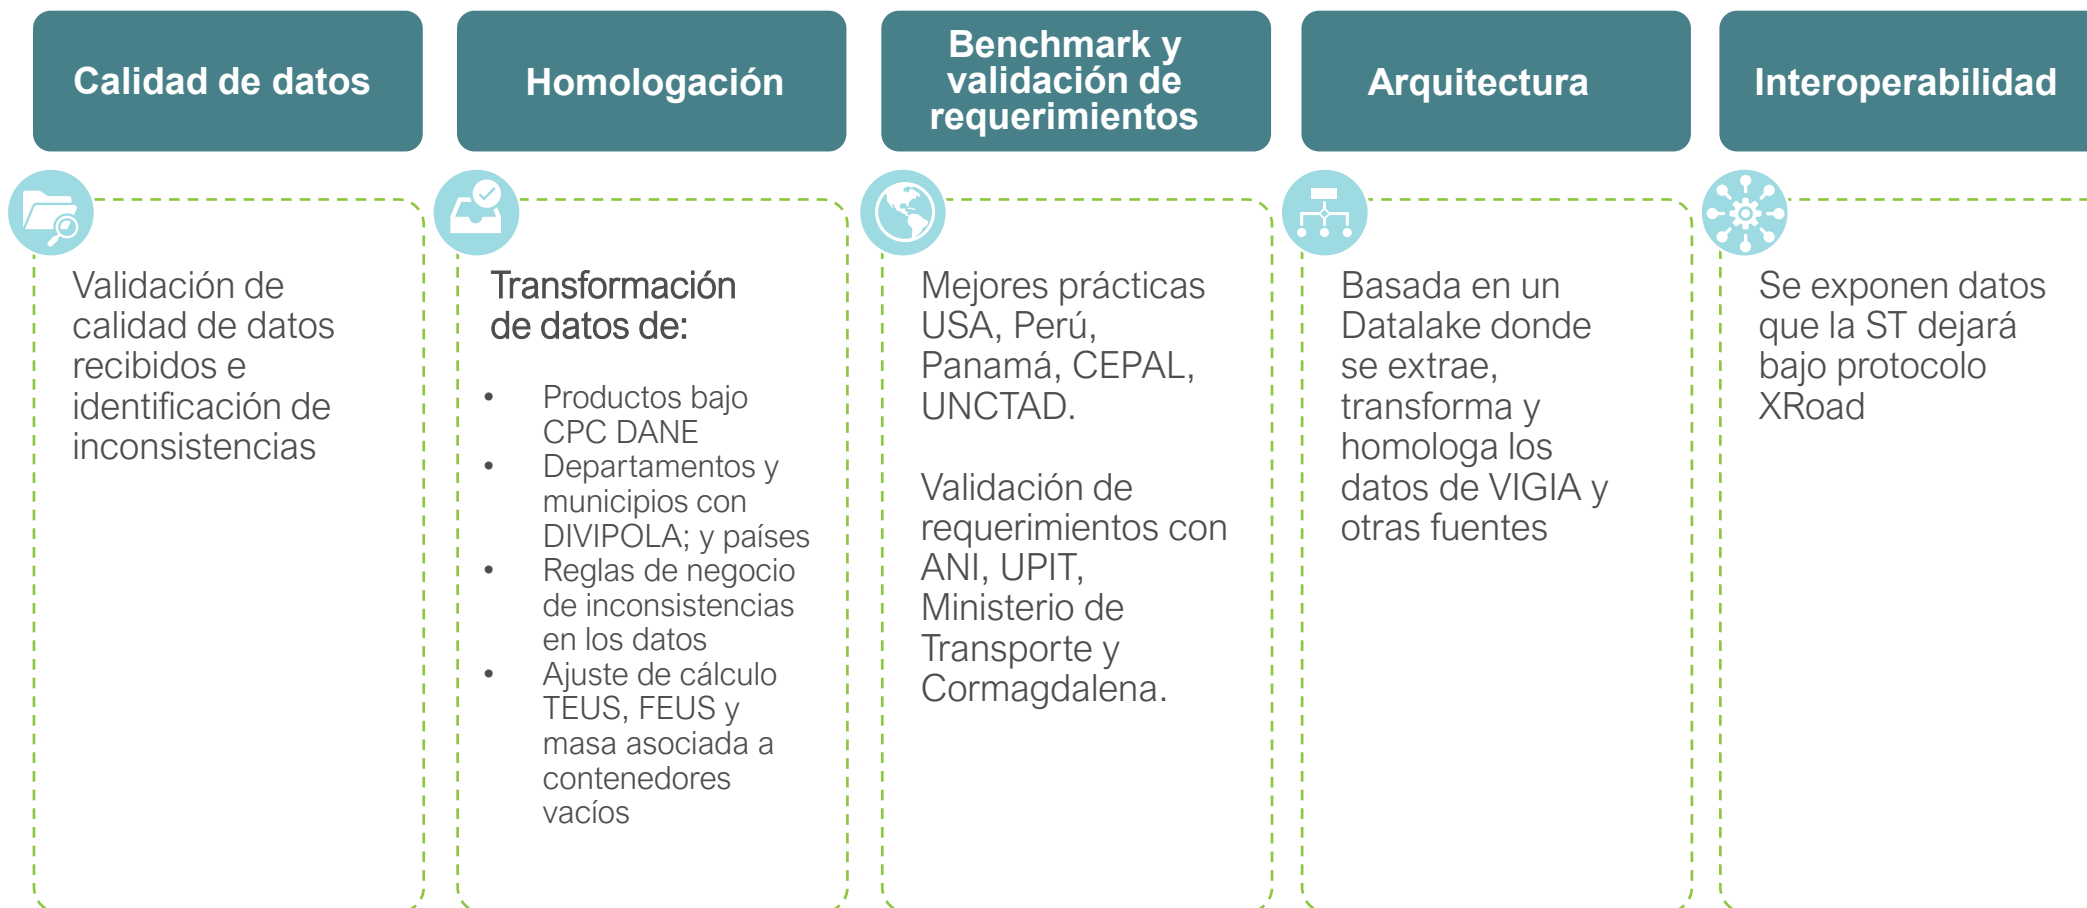 Calidad de datos
Validación de
calidad de datos
recibidos e
identificación de
inconsistencias
Homologación
Transformación
de datos de:
• Productos bajo
CPC DANE
• Departamentos y
municipios con
DIVIPOLA; y países
• Reglas de negocio
de inconsistencias
en los datos
• Ajuste de cálculo
TEUS, FEUS y
masa asociada a
contenedores
vacíos
Benchmark y
validación de
requerimientos
Mejores prácticas
USA, Perú,
Panamá, CEPAL,
UNCTAD.
Validación de
requerimientos con
ANI, UPIT,
Ministerio de
Transporte y
Cormagdalena.
Arquitectura
Basada en un
Datalake donde
se extrae,
transforma y
homologa los
datos de VIGIA y
otras fuentes
Interoperabilidad
Se exponen datos
que la ST dejará
bajo protocolo
XRoad